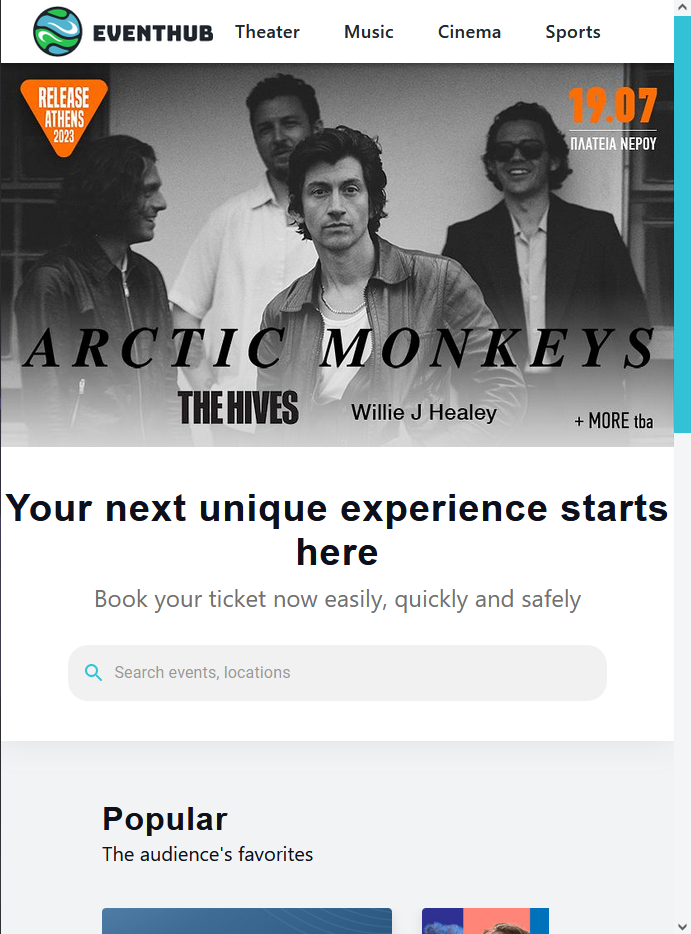 EVENTHUB
Theater
Music
Cinema
Sports
RELEASE
ATHENS
2023
19.07
ΠΛΑΤΕΙΑ ΝΕΡΟΥ
ARCTIC MONKEYS
THE HIVES
Willie J Healey
+ MORE tba
Your next unique experience starts
here
Book your ticket now easily, quickly and safely
Search events, locations
Popular
The audience's favorites